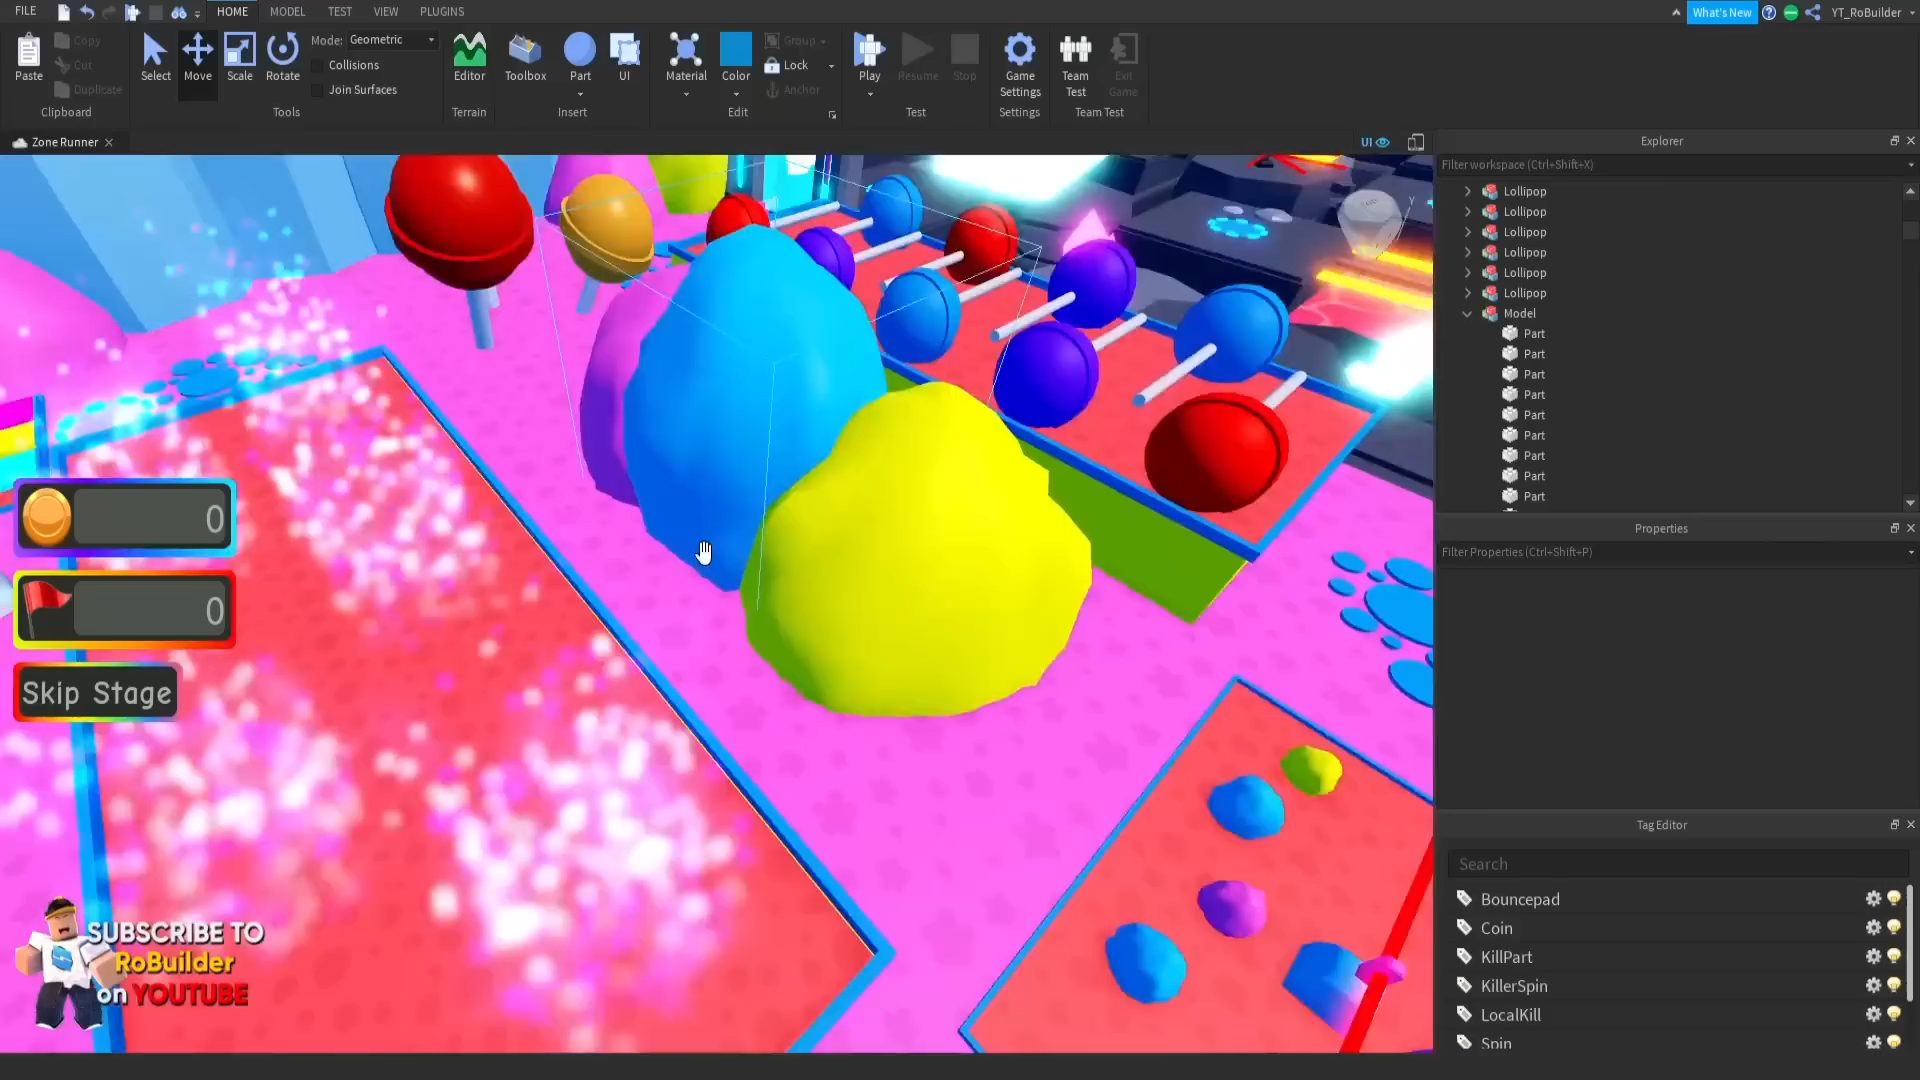 FILE HOME MODEL TEST VIEW PLUGINS What's New YT_RoBuilder
Paste Copy Cut Duplicate Clipboard
Select Move Scale Rotate Mode: Geometric Collisions Join Surfaces Tools
Editor Terrain
Toolbox Part UI Insert
Material Color Group Lock Anchor Edit
Play Resume Stop Test
Game Settings Settings
Team Test Exit Game Team Test
Zone Runner
UI
Explorer
Filter workspace (Ctrl+Shift+X)
Lollipop
Lollipop
Lollipop
Lollipop
Lollipop
Lollipop
Model
Part
Part
Part
Part
Part
Part
Part
Part
Part
Properties
Filter Properties (Ctrl+Shift+P)
Tag Editor
Search
Bouncepad
Coin
KillPart
KillerSpin
LocalKill
Spin
0
0
Skip Stage
SUBSCRIBE TO
RoBuilder
on YOUTUBE
Y